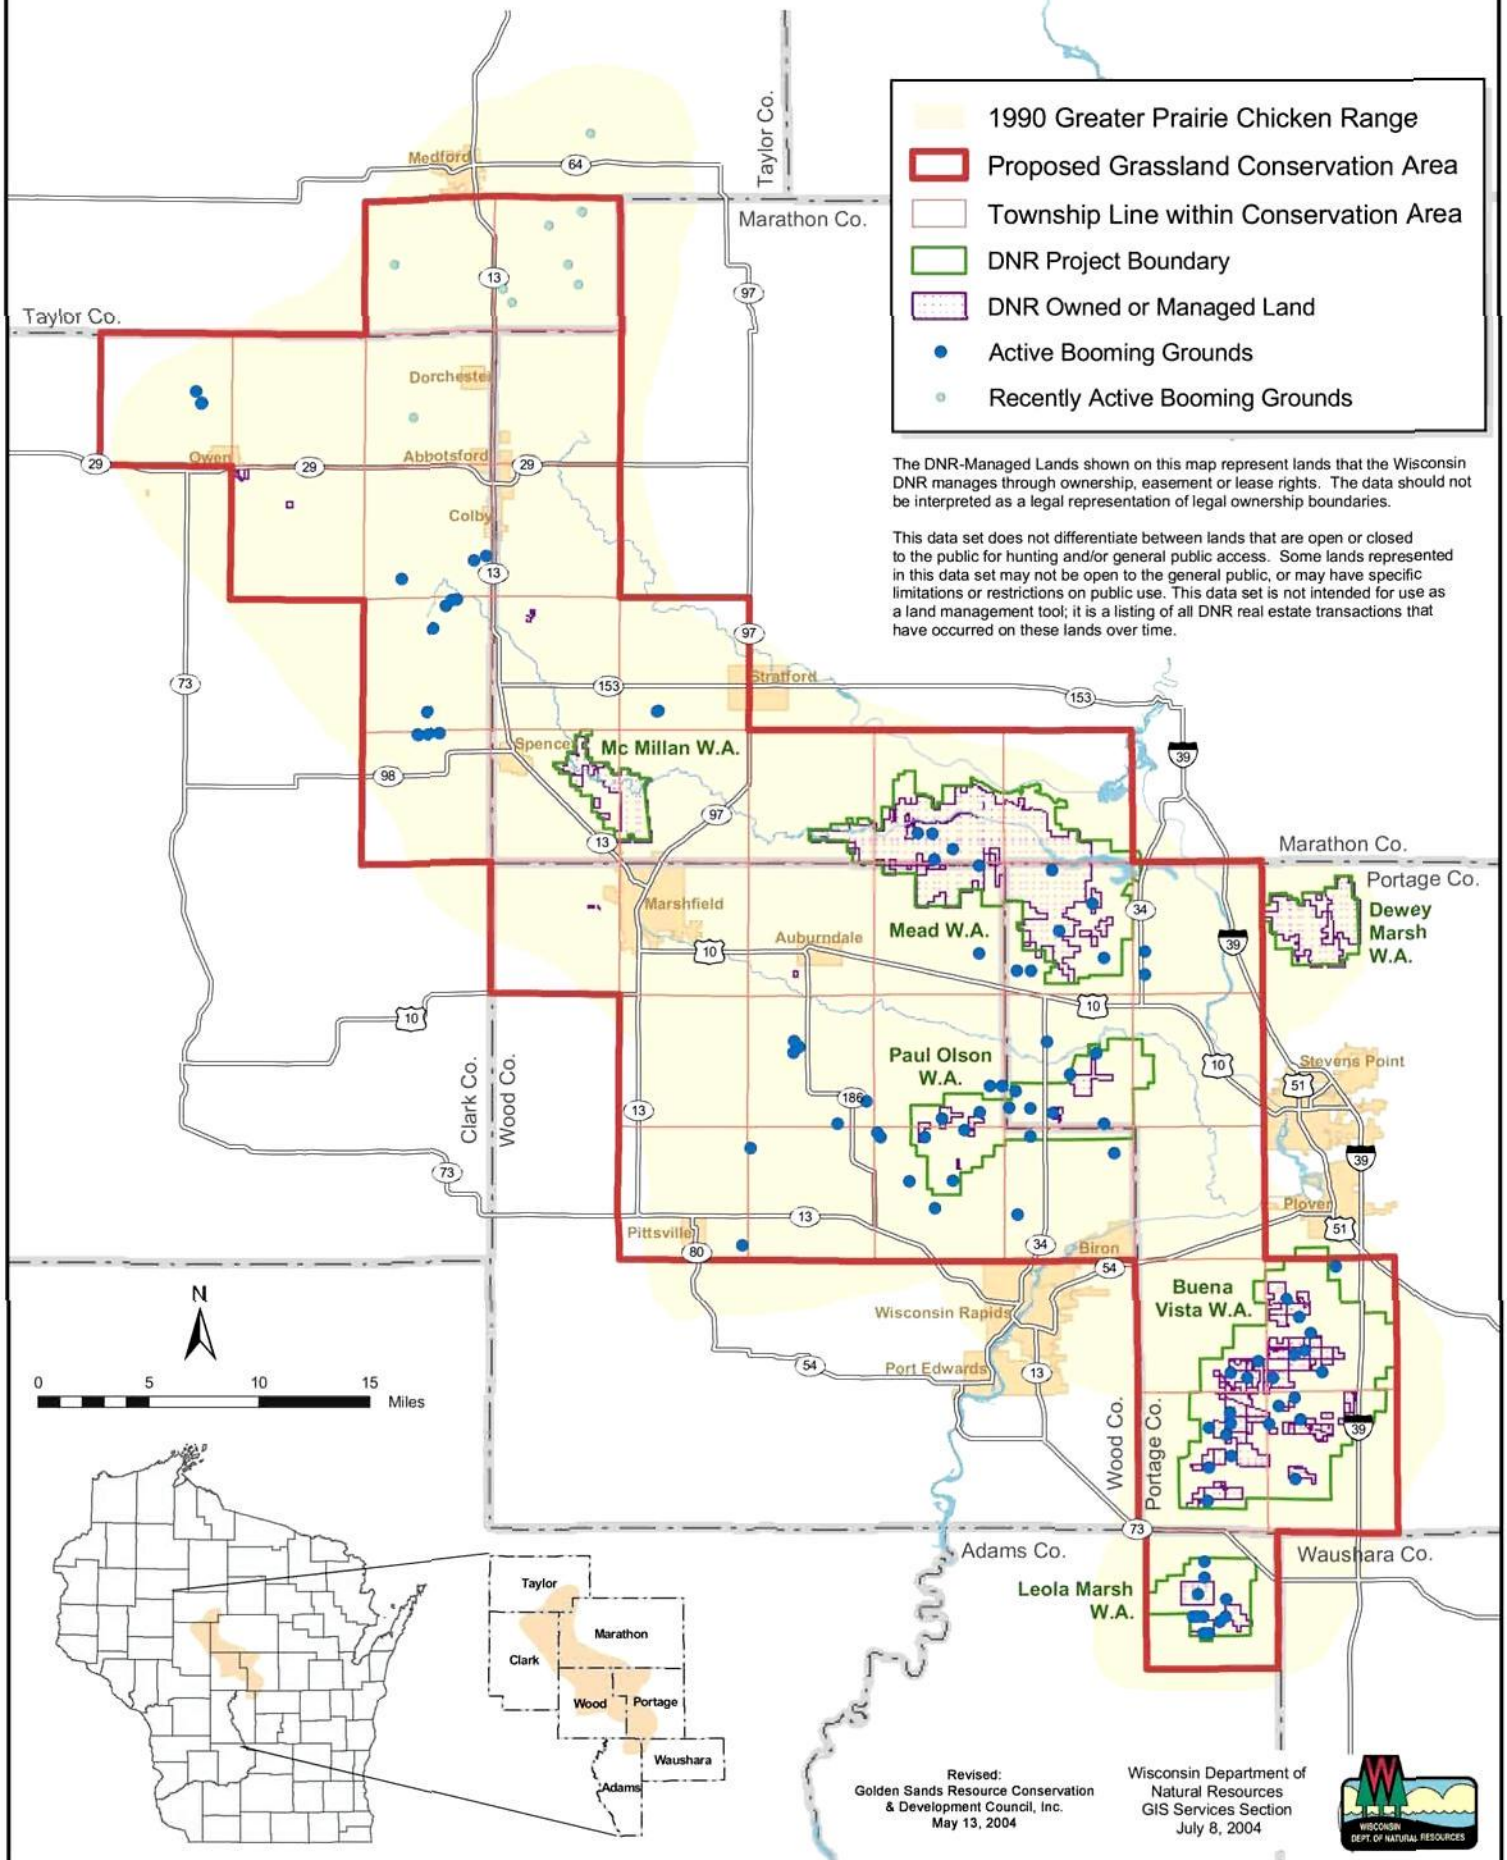 1990 Greater Prairie Chicken Range
Proposed Grassland Conservation Area
Township Line within Conservation Area
DNR Project Boundary
DNR Owned or Managed Land
Active Booming Grounds
Recently Active Booming Grounds
The DNR-Managed Lands shown on this map represent lands that the Wisconsin
DNR manages through ownership, easement or lease rights. The data should not
be interpreted as a legal representation of legal ownership boundaries.
This data set does not differentiate between lands that are open or closed
to the public for hunting and/or general public access. Some lands represented
in this data set may not be open to the general public, or may have specific
limitations or restrictions on public use. This data set is not intended for use as
a land management tool; it is a listing of all DNR real estate transactions that
have occurred on these lands over time.
Taylor Co.
Marathon Co.
Medford
64
13
97
Taylor Co.
Dorcheste
29
Owen
29
Abbotsford
29
Colby
13
97
73
153
Stratford
153
39
Spence
Mc Millan W.A.
98
97
13
Marathon Co.
Portage Co.
Dewey
Marsh
W.A.
Marshfield
34
39
Mead W.A.
Auburndale
10
10
10
10
Clark Co.
Wood Co.
Paul Olson
W.A.
Stevens Point
51
13
186
39
73
Plover
13
51
Pittsville
80
34
Biron
54
Buena
Vista W.A.
Wisconsin Rapids
54
Port Edwards
13
Wood Co.
Portage Co.
39
73
Adams Co.
Waushara Co.
Leola Marsh
W.A.
N
0 5 10 15
Miles
Taylor
Marathon
Clark
Wood
Portage
Waushara
Adams
Revised:
Golden Sands Resource Conservation
& Development Council, Inc.
May 13, 2004
Wisconsin Department of
Natural Resources
GIS Services Section
July 8, 2004
W
WISCONSIN
DEPT. OF NATURAL RESOURCES